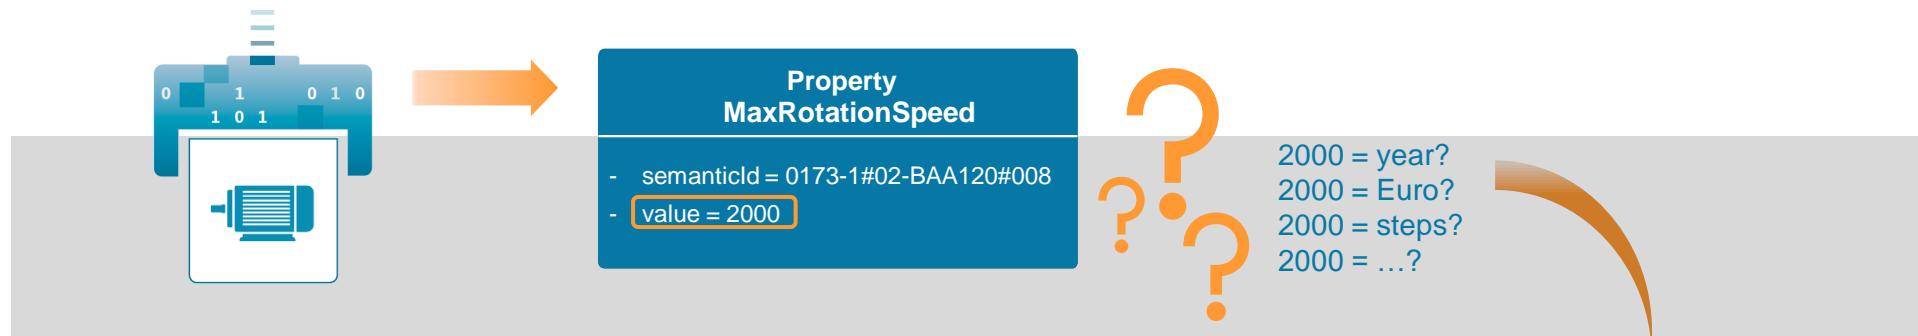 0 1 0 1 0
1 0 1
Property
MaxRotationSpeed
- semanticId = 0173-1#02-BAA120#008
- value = 2000
? ? ?
2000 = year?
2000 = Euro?
2000 = steps?
2000 = …?